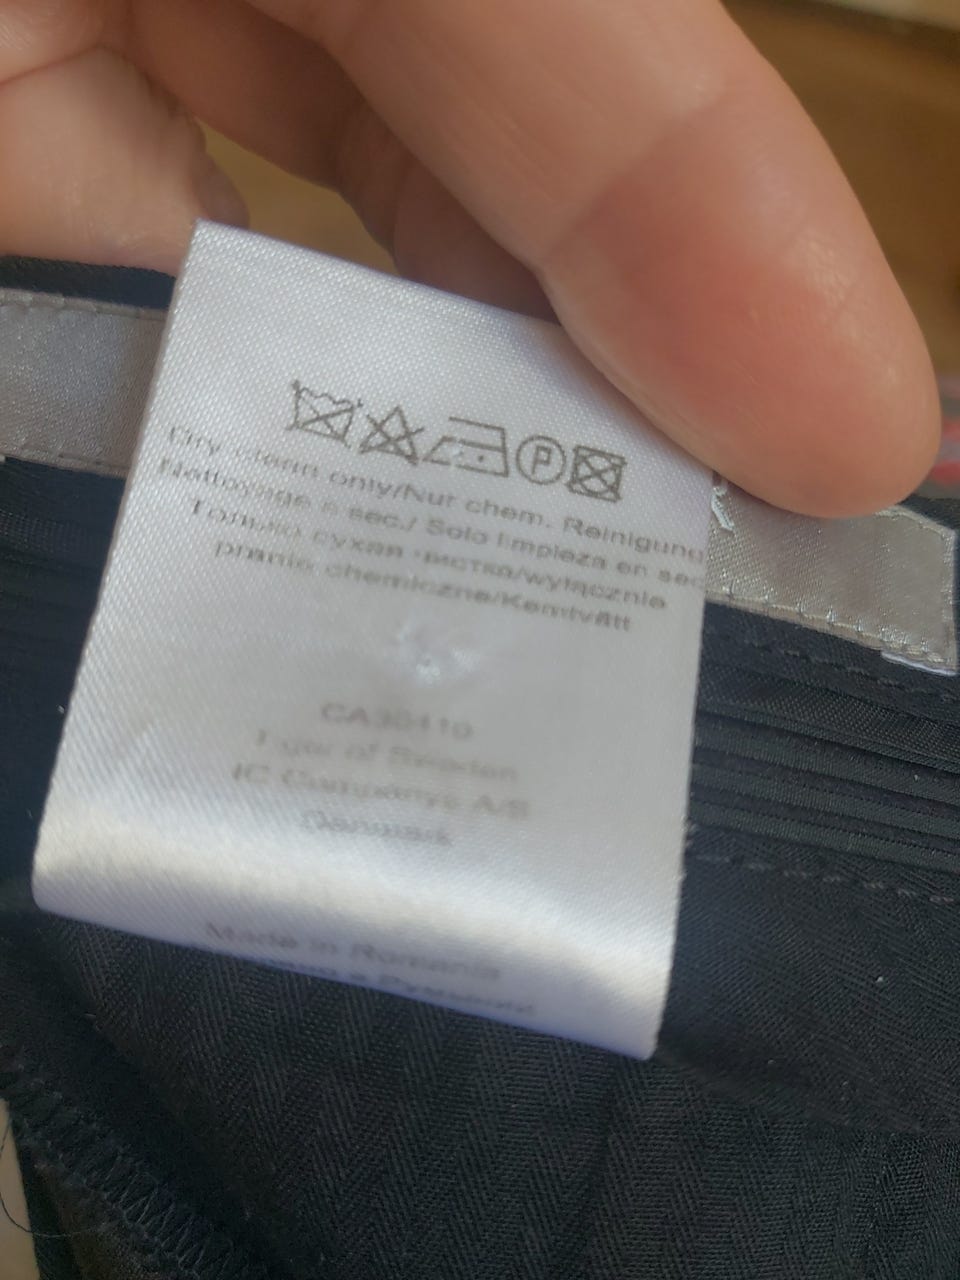 P
Dry clean only/Nur chem. Reinigung
Nettoyage à sec./ Solo limpieza en sec
Только сухая чистка/wyłącznie
pranie chemiczne/Kemtvätt
Tiger of Sweden
IC Companys A/S
Danmark
Made in Romania